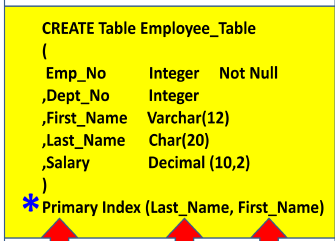 CREATE Table Employee_Table
(
Emp_No Integer Not Null
,Dept_No Integer
,First_Name Varchar(12)
,Last_Name Char(20)
,Salary Decimal (10,2)
)
*Primary Index (Last_Name, First_Name)